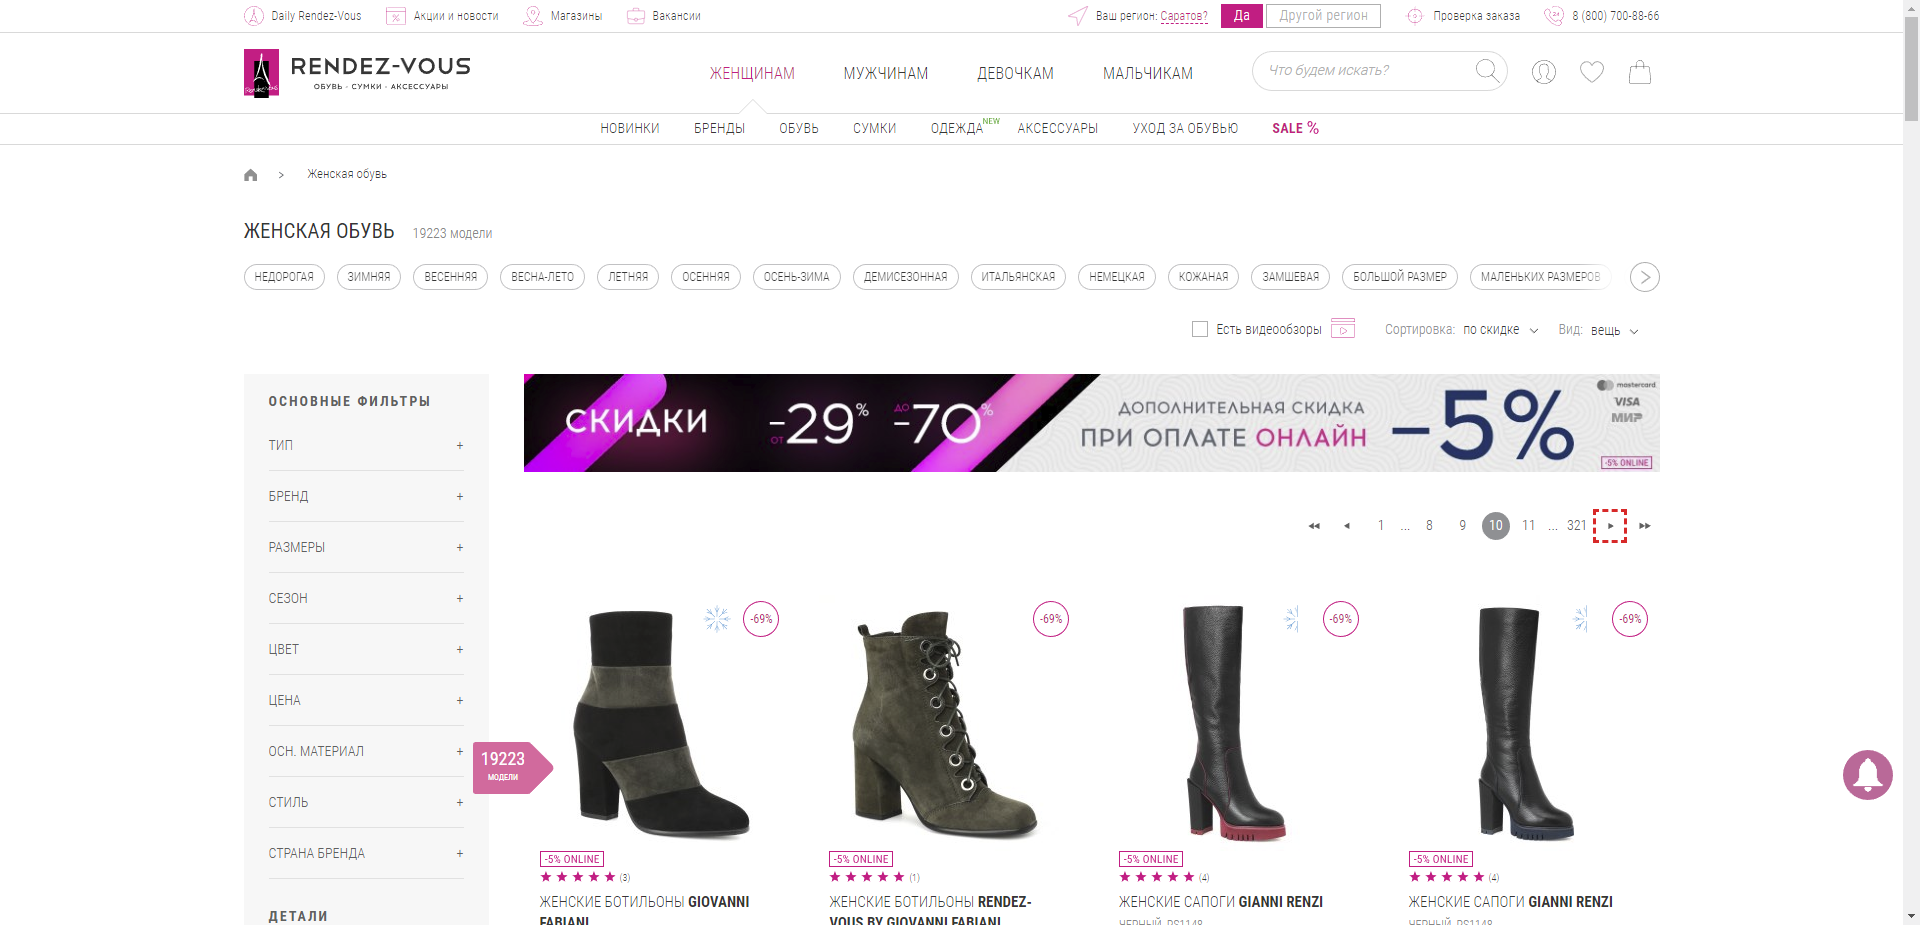 Daily Rendez-Vous Акции и новости Магазины Вакансии Ваш регион: Саратов? Да Другой регион Проверка заказа 8 (800) 700-88-66
RENDEZ-VOUS
ОБУВЬ · СУМКИ · АКСЕССУАРЫ
ЖЕНЩИНАМ МУЖЧИНАМ ДЕВОЧКАМ МАЛЬЧИКАМ Что будем искать?
НОВИНКИ БРЕНДЫ ОБУВЬ СУМКИ ОДЕЖДА NEW АКСЕССУАРЫ УХОД ЗА ОБУВЬЮ SALE %
> Женская обувь
ЖЕНСКАЯ ОБУВЬ 19223 модели
НЕДОРОГАЯ ЗИМНЯЯ ВЕСЕННЯЯ ВЕСНА-ЛЕТО ЛЕТНЯЯ ОСЕННЯЯ ОСЕНЬ-ЗИМА ДЕМИСЕЗОННАЯ ИТАЛЬЯНСКАЯ НЕМЕЦКАЯ КОЖАНАЯ ЗАМШЕВАЯ БОЛЬШОЙ РАЗМЕР МАЛЕНЬКИХ РАЗМЕРОВ
Есть видеообзоры Сортировка: по скидке Вид: вещь
ОСНОВНЫЕ ФИЛЬТРЫ
ТИП +
БРЕНД +
РАЗМЕРЫ +
СЕЗОН +
ЦВЕТ +
ЦЕНА +
ОСН. МАТЕРИАЛ +
СТИЛЬ +
СТРАНА БРЕНДА +
ДЕТАЛИ
19223
МОДЕЛИ
СКИДКИ ОТ -29% ДО -70%
ДОПОЛНИТЕЛЬНАЯ СКИДКА
ПРИ ОПЛАТЕ ОНЛАЙН -5%
mastercard
VISA
МИР
-5% ONLINE
1 ... 8 9 10 11 ... 321
-69% -69% -69% -69%
-5% ONLINE -5% ONLINE -5% ONLINE -5% ONLINE
(3) (1) (4) (4)
ЖЕНСКИЕ БОТИЛЬОНЫ GIOVANNI
FABIANI
ЖЕНСКИЕ БОТИЛЬОНЫ RENDEZ-
VOUS BY GIOVANNI FABIANI
ЖЕНСКИЕ САПОГИ GIANNI RENZI
ЧЕРНЫЙ, PS1148
ЖЕНСКИЕ САПОГИ GIANNI RENZI
ЧЕРНЫЙ, PS1148